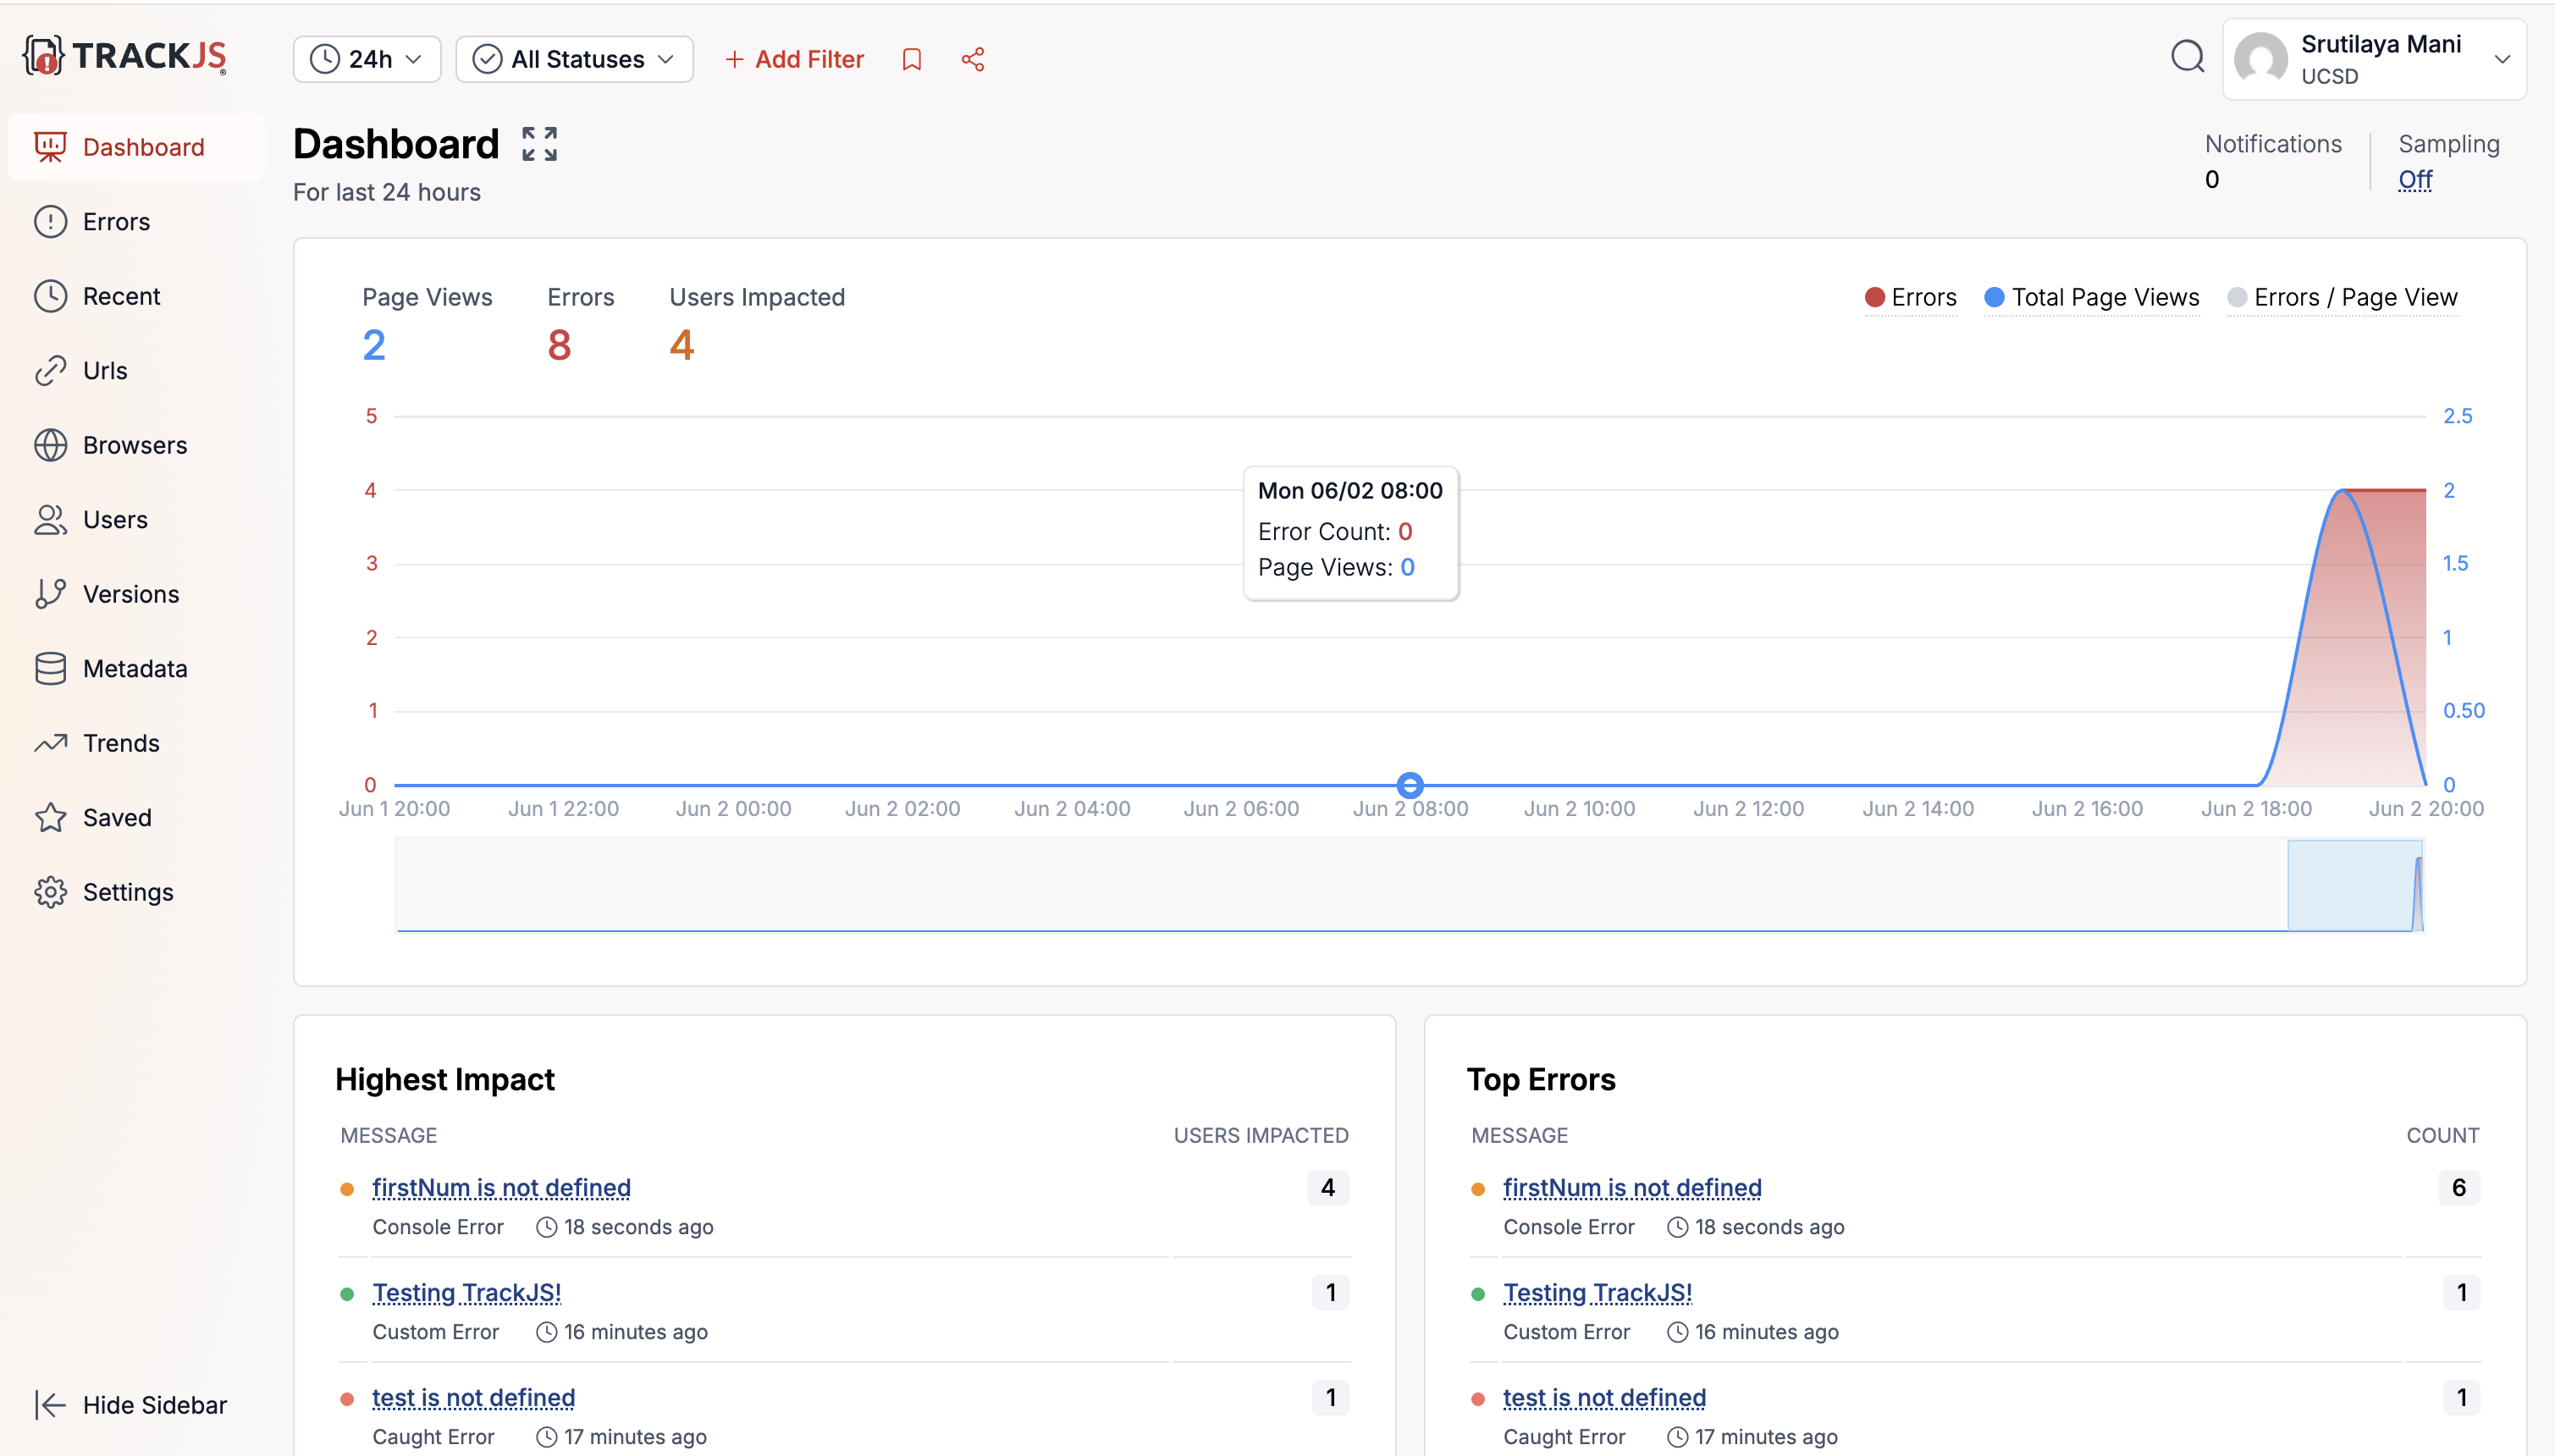 TRACKJS
24h
All Statuses
+ Add Filter
Srutilaya Mani
UCSD
Dashboard
Errors
Recent
Urls
Browsers
Users
Versions
Metadata
Trends
Saved
Settings
Hide Sidebar
Dashboard
For last 24 hours
Notifications
0
Sampling
Off
Page Views
2
Errors
8
Users Impacted
4
Errors
Total Page Views
Errors / Page View
5
4
3
2
1
0
2.5
2
1.5
1
0.50
0
Mon 06/02 08:00
Error Count: 0
Page Views: 0
Jun 1 20:00
Jun 1 22:00
Jun 2 00:00
Jun 2 02:00
Jun 2 04:00
Jun 2 06:00
Jun 2 08:00
Jun 2 10:00
Jun 2 12:00
Jun 2 14:00
Jun 2 16:00
Jun 2 18:00
Jun 2 20:00
Highest Impact
MESSAGE USERS IMPACTED
firstNum is not defined 4
Console Error 18 seconds ago
Testing TrackJS! 1
Custom Error 16 minutes ago
test is not defined 1
Caught Error 17 minutes ago
Top Errors
MESSAGE COUNT
firstNum is not defined 6
Console Error 18 seconds ago
Testing TrackJS! 1
Custom Error 16 minutes ago
test is not defined 1
Caught Error 17 minutes ago